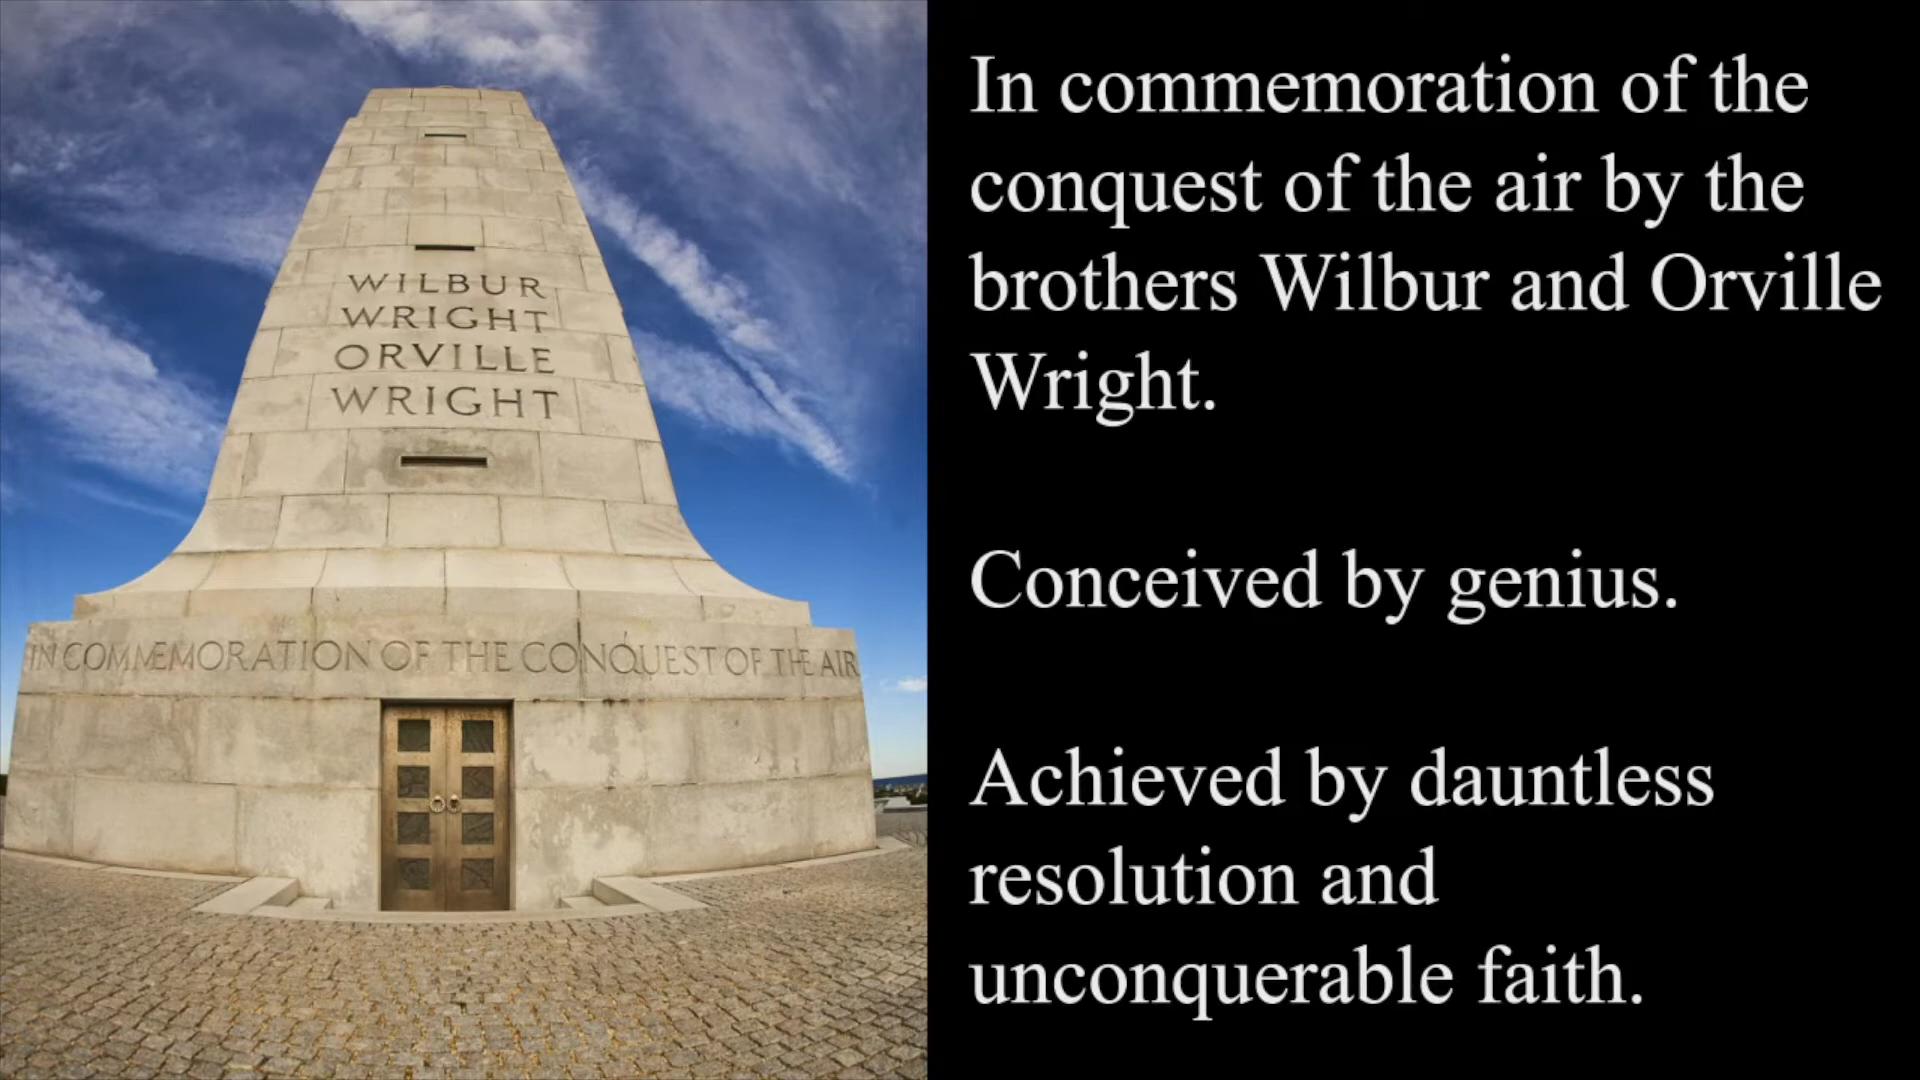 WILBUR
WRIGHT
ORVILLE
WRIGHT
IN COMMEMORATION OF THE CONQUEST OF THE AIR
In commemoration of the
conquest of the air by the
brothers Wilbur and Orville
Wright.
Conceived by genius.
Achieved by dauntless
resolution and
unconquerable faith.